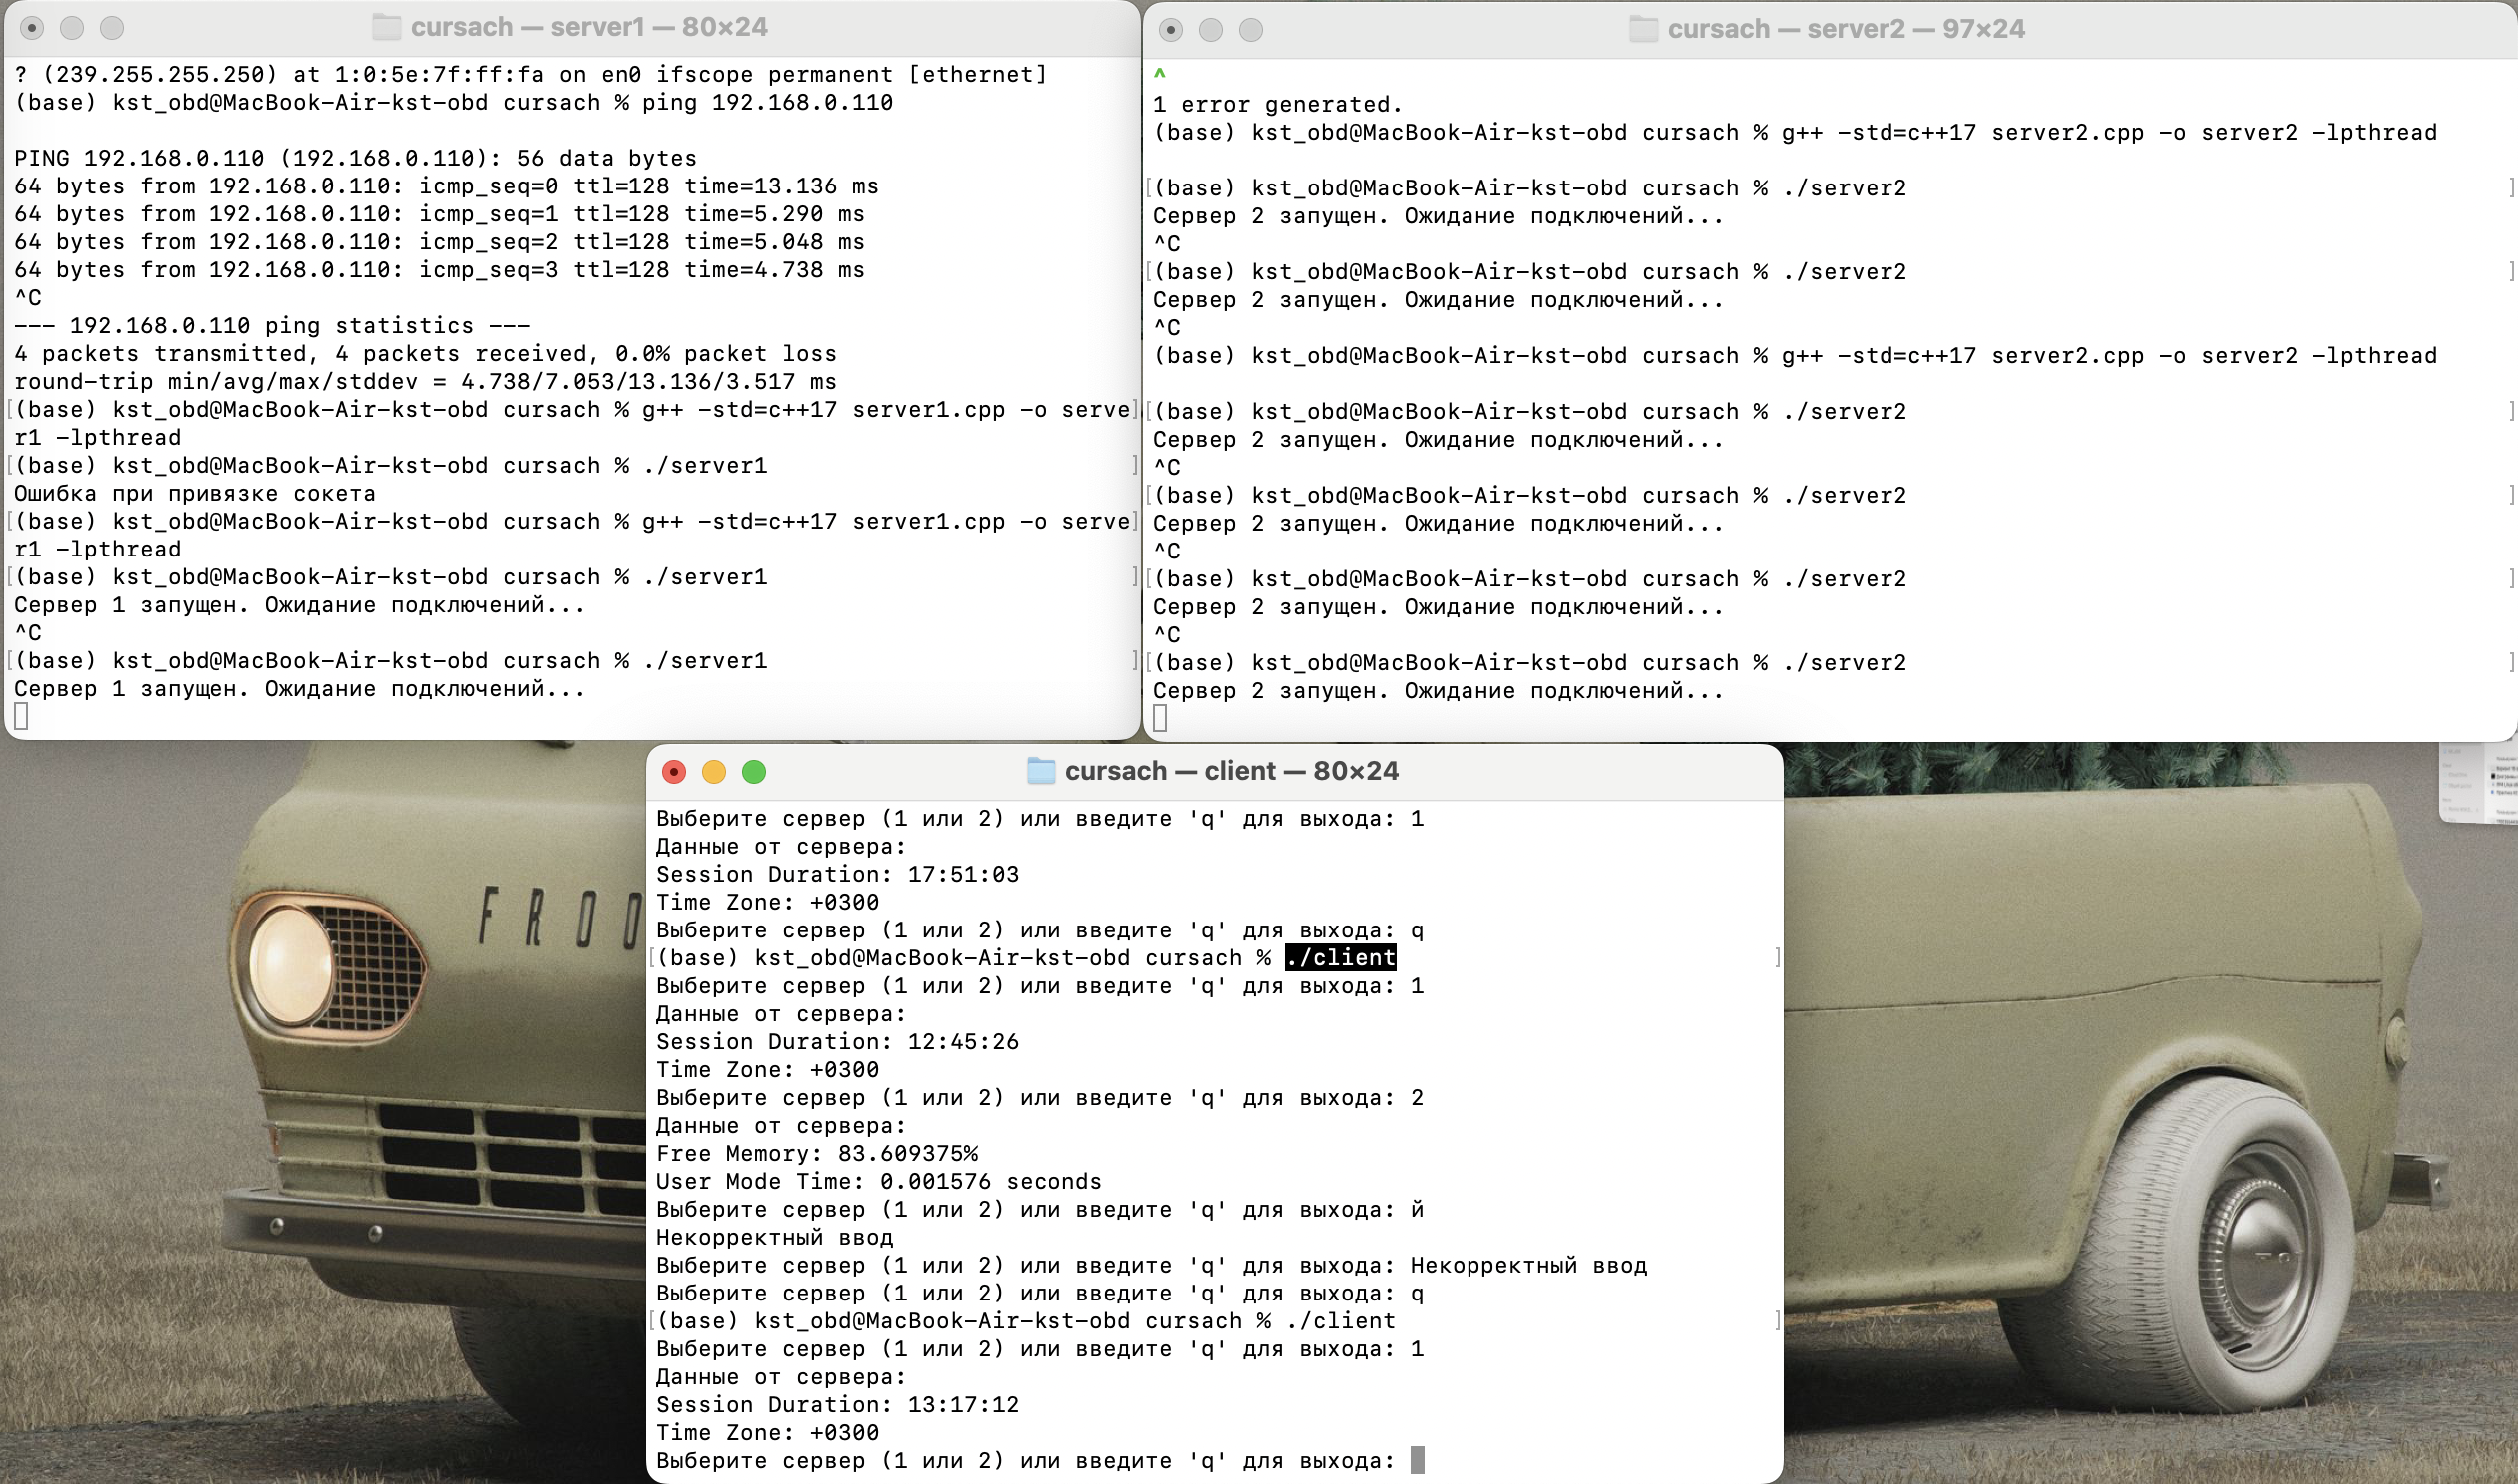 cursach — server1 — 80×24
? (239.255.255.250) at 1:0:5e:7f:ff:fa on en0 ifscope permanent [ethernet]
(base) kst_obd@MacBook-Air-kst-obd cursach % ping 192.168.0.110
PING 192.168.0.110 (192.168.0.110): 56 data bytes
64 bytes from 192.168.0.110: icmp_seq=0 ttl=128 time=13.136 ms
64 bytes from 192.168.0.110: icmp_seq=1 ttl=128 time=5.290 ms
64 bytes from 192.168.0.110: icmp_seq=2 ttl=128 time=5.048 ms
64 bytes from 192.168.0.110: icmp_seq=3 ttl=128 time=4.738 ms
^C
--- 192.168.0.110 ping statistics ---
4 packets transmitted, 4 packets received, 0.0% packet loss
round-trip min/avg/max/stddev = 4.738/7.053/13.136/3.517 ms
[(base) kst_obd@MacBook-Air-kst-obd cursach % g++ -std=c++17 server1.cpp -o serve]
r1 -lpthread
[(base) kst_obd@MacBook-Air-kst-obd cursach % ./server1 ]
Ошибка при привязке сокета
[(base) kst_obd@MacBook-Air-kst-obd cursach % g++ -std=c++17 server1.cpp -o serve]
r1 -lpthread
[(base) kst_obd@MacBook-Air-kst-obd cursach % ./server1 ]
Сервер 1 запущен. Ожидание подключений...
^C
[(base) kst_obd@MacBook-Air-kst-obd cursach % ./server1 ]
Сервер 1 запущен. Ожидание подключений...
cursach — server2 — 97×24
^
1 error generated.
(base) kst_obd@MacBook-Air-kst-obd cursach % g++ -std=c++17 server2.cpp -o server2 -lpthread
[(base) kst_obd@MacBook-Air-kst-obd cursach % ./server2 ]
Сервер 2 запущен. Ожидание подключений...
^C
[(base) kst_obd@MacBook-Air-kst-obd cursach % ./server2 ]
Сервер 2 запущен. Ожидание подключений...
^C
(base) kst_obd@MacBook-Air-kst-obd cursach % g++ -std=c++17 server2.cpp -o server2 -lpthread
[(base) kst_obd@MacBook-Air-kst-obd cursach % ./server2 ]
Сервер 2 запущен. Ожидание подключений...
^C
[(base) kst_obd@MacBook-Air-kst-obd cursach % ./server2 ]
Сервер 2 запущен. Ожидание подключений...
^C
[(base) kst_obd@MacBook-Air-kst-obd cursach % ./server2 ]
Сервер 2 запущен. Ожидание подключений...
^C
[(base) kst_obd@MacBook-Air-kst-obd cursach % ./server2 ]
Сервер 2 запущен. Ожидание подключений...
cursach — client — 80×24
Выберите сервер (1 или 2) или введите 'q' для выхода: 1
Данные от сервера:
Session Duration: 17:51:03
Time Zone: +0300
Выберите сервер (1 или 2) или введите 'q' для выхода: q
[(base) kst_obd@MacBook-Air-kst-obd cursach % ./client ]
Выберите сервер (1 или 2) или введите 'q' для выхода: 1
Данные от сервера:
Session Duration: 12:45:26
Time Zone: +0300
Выберите сервер (1 или 2) или введите 'q' для выхода: 2
Данные от сервера:
Free Memory: 83.609375%
User Mode Time: 0.001576 seconds
Выберите сервер (1 или 2) или введите 'q' для выхода: й
Некорректный ввод
Выберите сервер (1 или 2) или введите 'q' для выхода: Некорректный ввод
Выберите сервер (1 или 2) или введите 'q' для выхода: q
[(base) kst_obd@MacBook-Air-kst-obd cursach % ./client ]
Выберите сервер (1 или 2) или введите 'q' для выхода: 1
Данные от сервера:
Session Duration: 13:17:12
Time Zone: +0300
Выберите сервер (1 или 2) или введите 'q' для выхода:
FROO